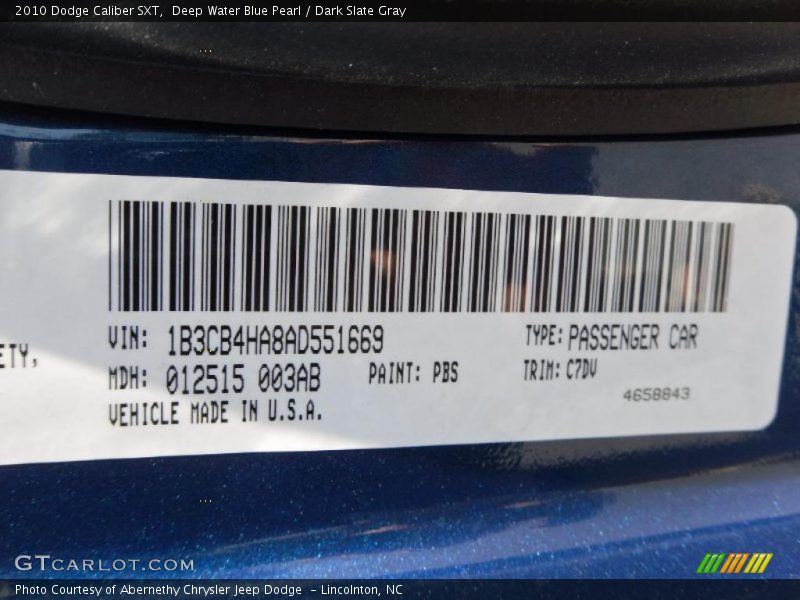 2010 Dodge Caliber SXT,  Deep Water Blue Pearl / Dark Slate Gray
ETY,
VIN: 1B3CB4HA8AD551669
TYPE: PASSENGER CAR
MDH: 012515 003AB
PAINT: PBS
TRIM: C7DV
VEHICLE MADE IN U.S.A.
4658843
GTCARLOT.COM
Photo Courtesy of Abernethy Chrysler Jeep Dodge  - Lincolnton, NC